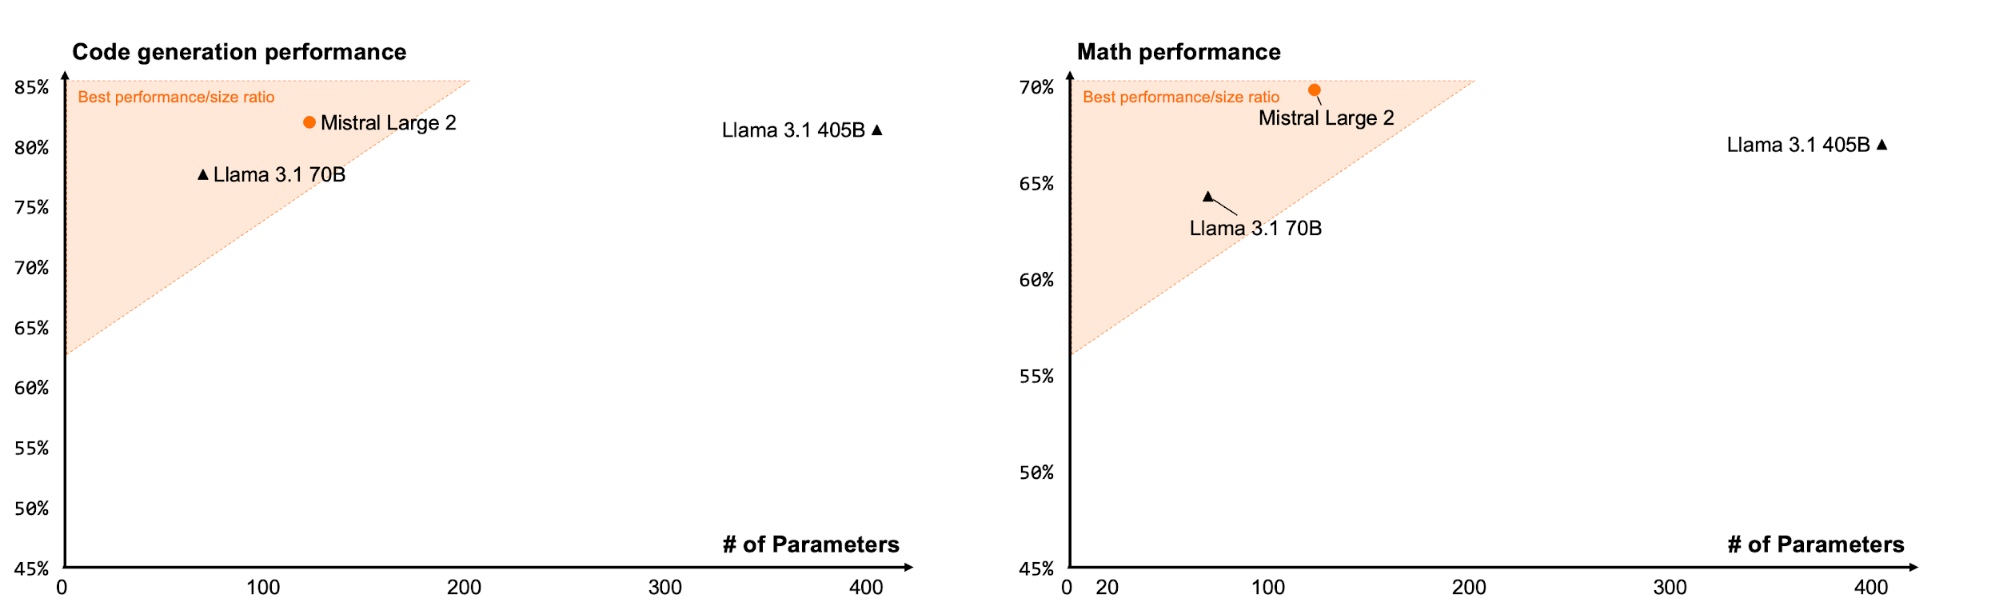 Code generation performance
85%
Best performance/size ratio
Mistral Large 2
Llama 3.1 405B
80%
Llama 3.1 70B
75%
70%
65%
60%
55%
50%
# of Parameters
45%
0 100 200 300 400
Math performance
70%
Best performance/size ratio
Mistral Large 2
Llama 3.1 405B
65%
Llama 3.1 70B
60%
55%
50%
# of Parameters
45%
0 20 100 200 300 400